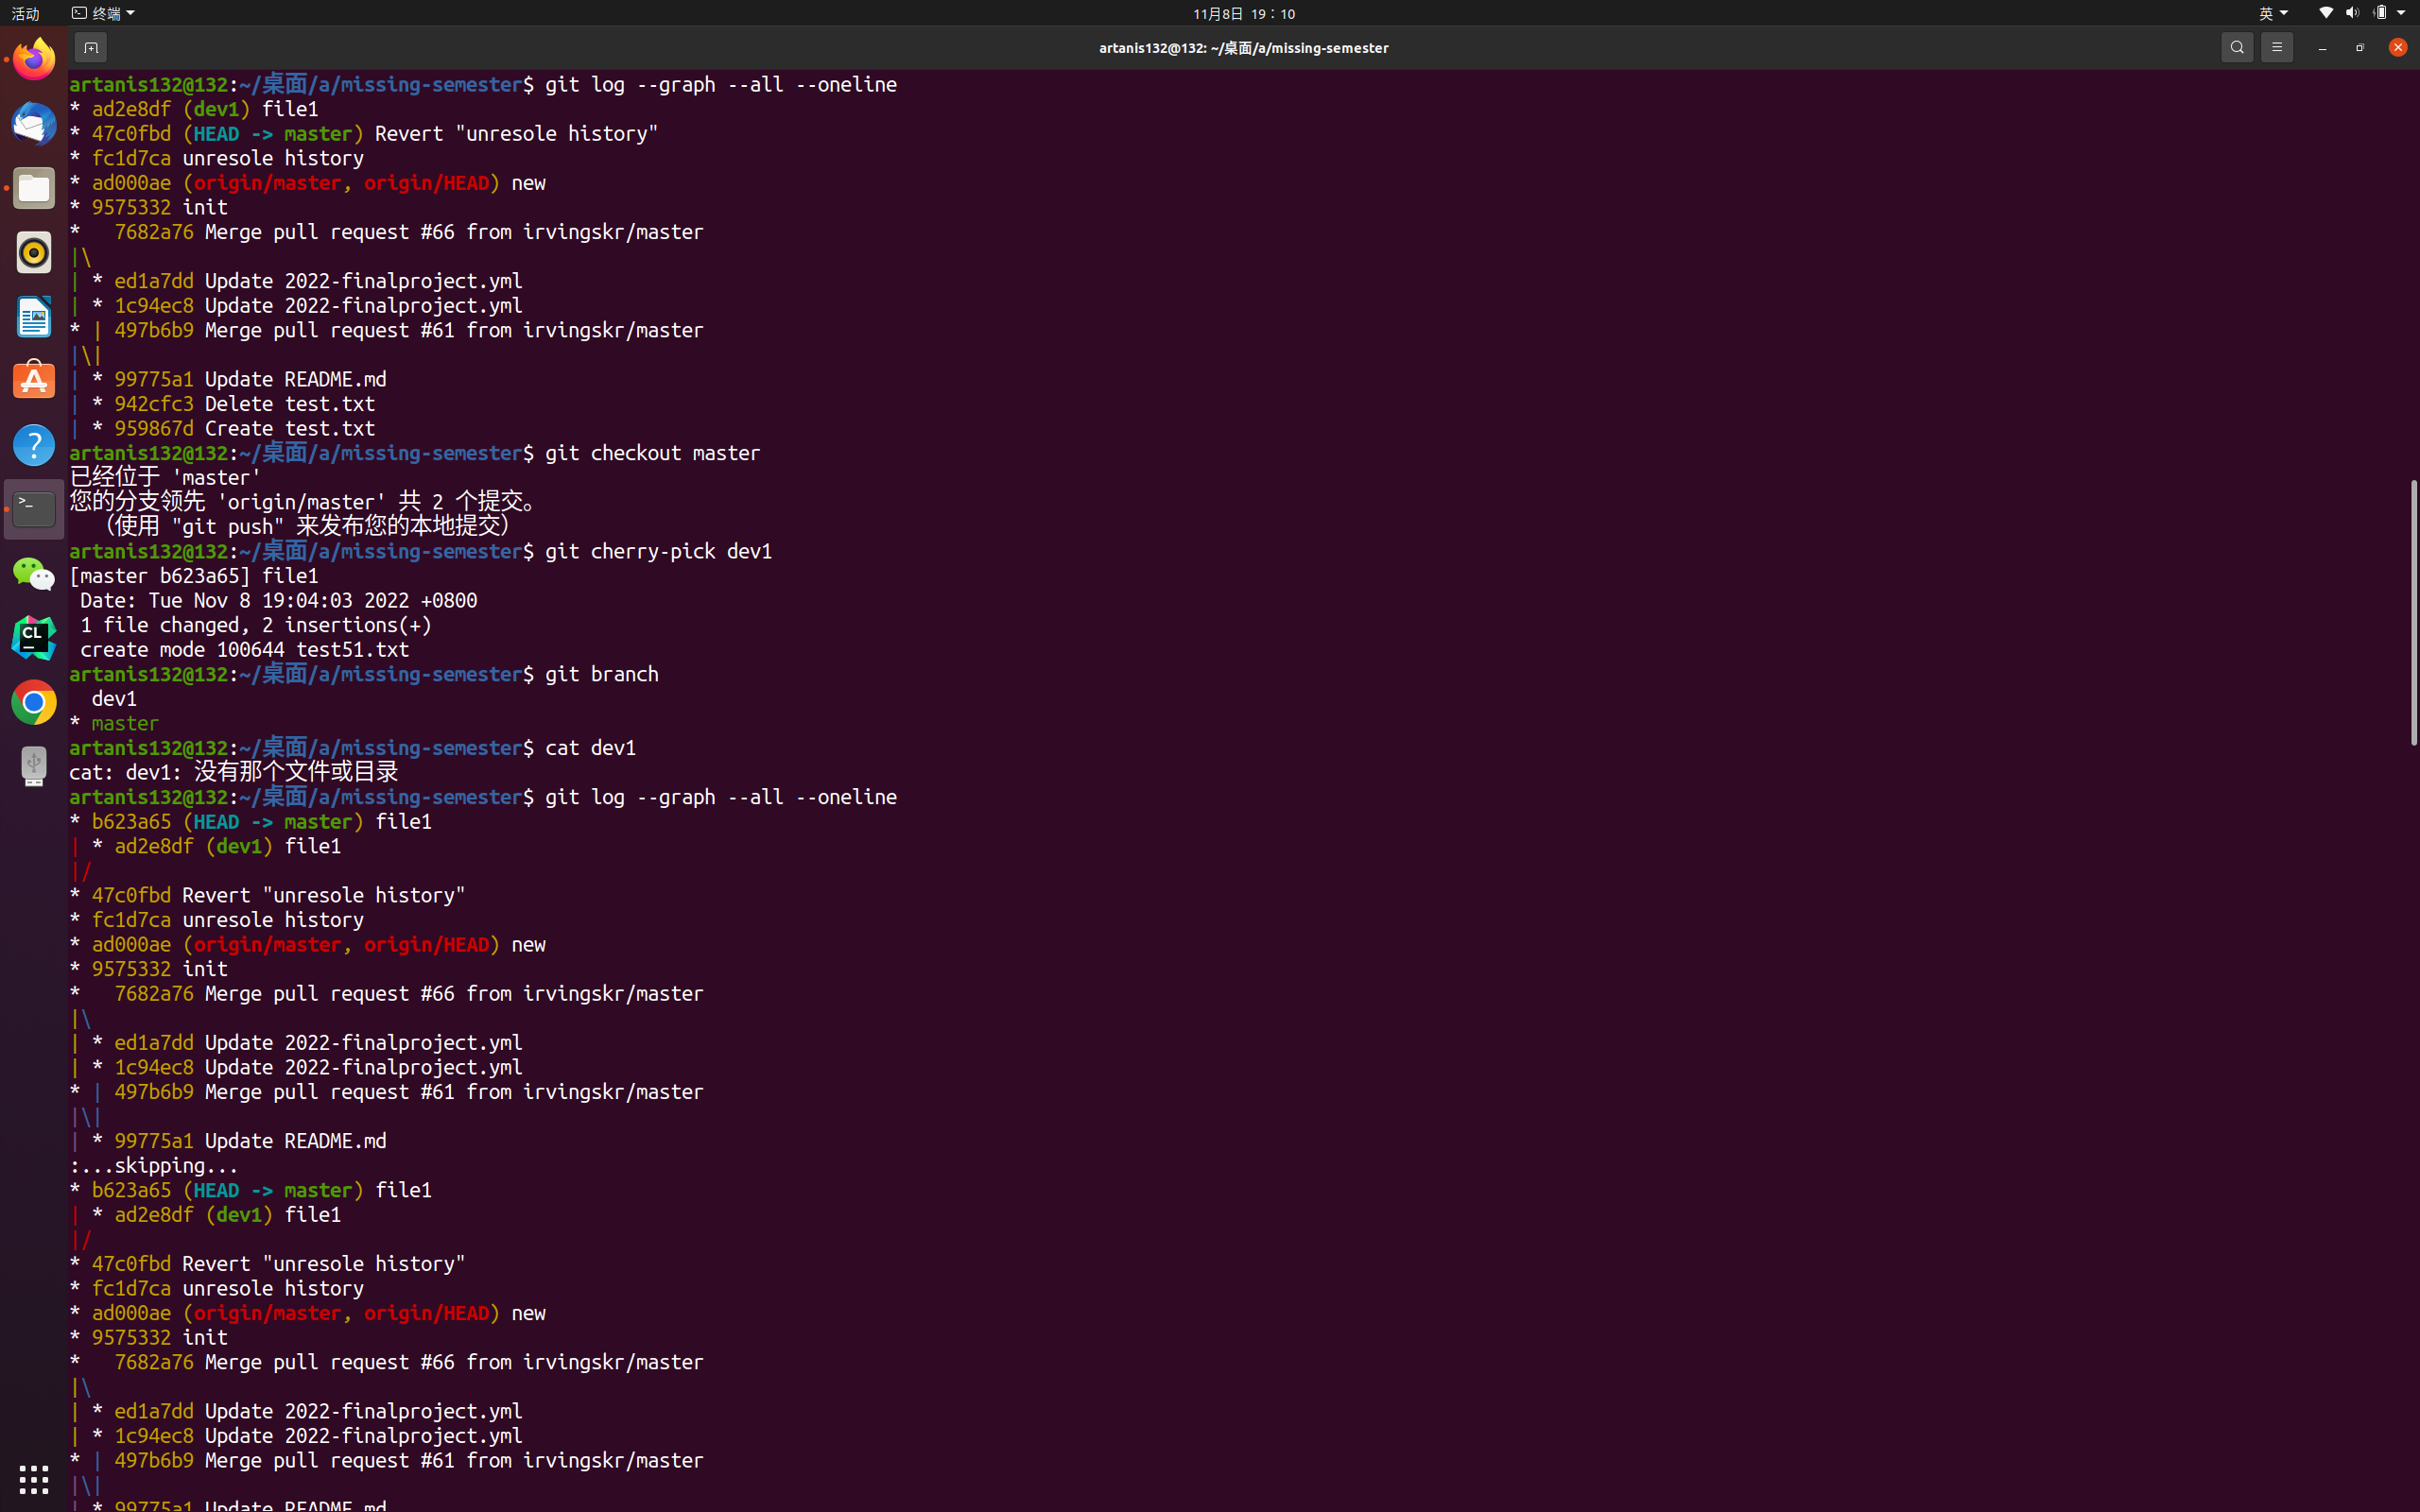 活动 终端 11月8日 19：10 英
artanis132@132: ~/桌面/a/missing-semester
artanis132@132:~/桌面/a/missing-semester$ git log --graph --all --oneline
* ad2e8df (dev1) file1
* 47c0fbd (HEAD -> master) Revert "unresole history"
* fc1d7ca unresole history
* ad000ae (origin/master, origin/HEAD) new
* 9575332 init
*   7682a76 Merge pull request #66 from irvingskr/master
|\
| * ed1a7dd Update 2022-finalproject.yml
| * 1c94ec8 Update 2022-finalproject.yml
* | 497b6b9 Merge pull request #61 from irvingskr/master
|\|
| * 99775a1 Update README.md
| * 942cfc3 Delete test.txt
| * 959867d Create test.txt
artanis132@132:~/桌面/a/missing-semester$ git checkout master
已经位于 'master'
您的分支领先 'origin/master' 共 2 个提交。
  （使用 "git push" 来发布您的本地提交）
artanis132@132:~/桌面/a/missing-semester$ git cherry-pick dev1
[master b623a65] file1
 Date: Tue Nov 8 19:04:03 2022 +0800
 1 file changed, 2 insertions(+)
 create mode 100644 test51.txt
artanis132@132:~/桌面/a/missing-semester$ git branch
  dev1
* master
artanis132@132:~/桌面/a/missing-semester$ cat dev1
cat: dev1: 没有那个文件或目录
artanis132@132:~/桌面/a/missing-semester$ git log --graph --all --oneline
* b623a65 (HEAD -> master) file1
| * ad2e8df (dev1) file1
|/
* 47c0fbd Revert "unresole history"
* fc1d7ca unresole history
* ad000ae (origin/master, origin/HEAD) new
* 9575332 init
*   7682a76 Merge pull request #66 from irvingskr/master
|\
| * ed1a7dd Update 2022-finalproject.yml
| * 1c94ec8 Update 2022-finalproject.yml
* | 497b6b9 Merge pull request #61 from irvingskr/master
|\|
| * 99775a1 Update README.md
:...skipping...
* b623a65 (HEAD -> master) file1
| * ad2e8df (dev1) file1
|/
* 47c0fbd Revert "unresole history"
* fc1d7ca unresole history
* ad000ae (origin/master, origin/HEAD) new
* 9575332 init
*   7682a76 Merge pull request #66 from irvingskr/master
|\
| * ed1a7dd Update 2022-finalproject.yml
| * 1c94ec8 Update 2022-finalproject.yml
* | 497b6b9 Merge pull request #61 from irvingskr/master
|\|
| * 99775a1 Update README.md
CL